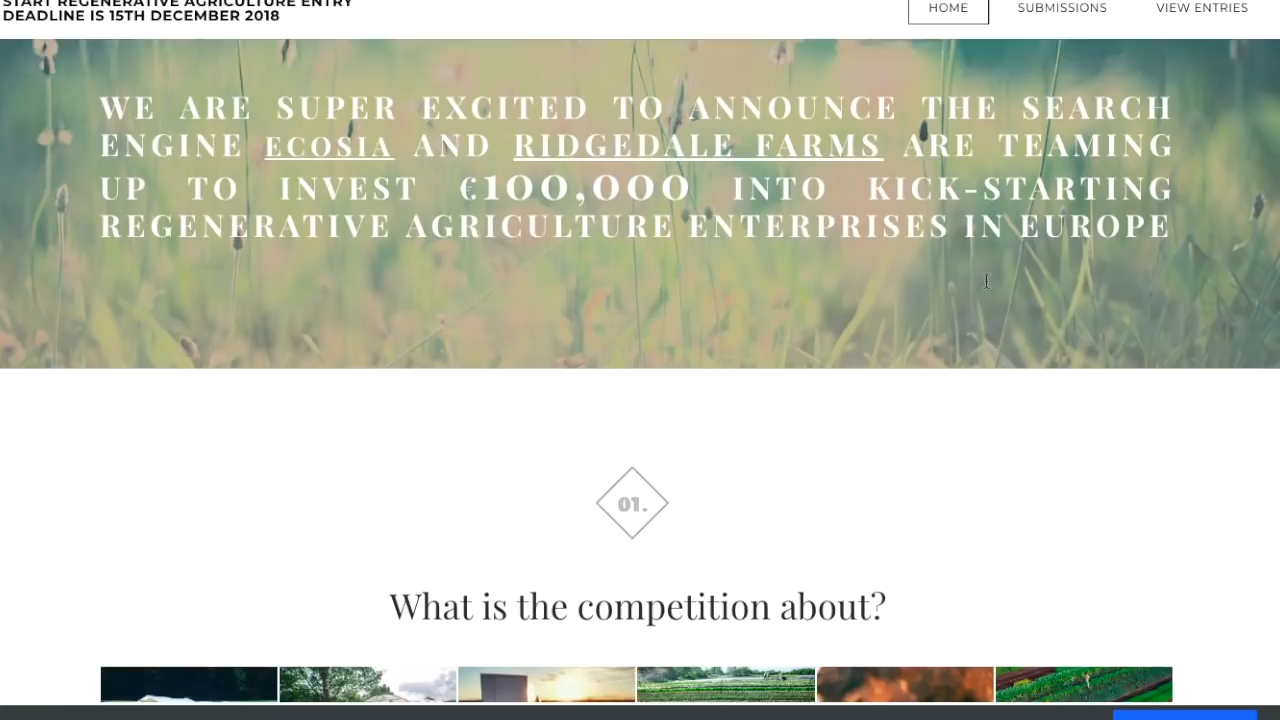 START REGENERATIVE AGRICULTURE ENTRY
DEADLINE IS 15TH DECEMBER 2018
HOME
SUBMISSIONS
VIEW ENTRIES
WE ARE SUPER EXCITED TO ANNOUNCE THE SEARCH
ENGINE ECOSIA AND RIDGEDALE FARMS ARE TEAMING
UP TO INVEST €100,000 INTO KICK-STARTING
REGENERATIVE AGRICULTURE ENTERPRISES IN EUROPE
01.
What is the competition about?